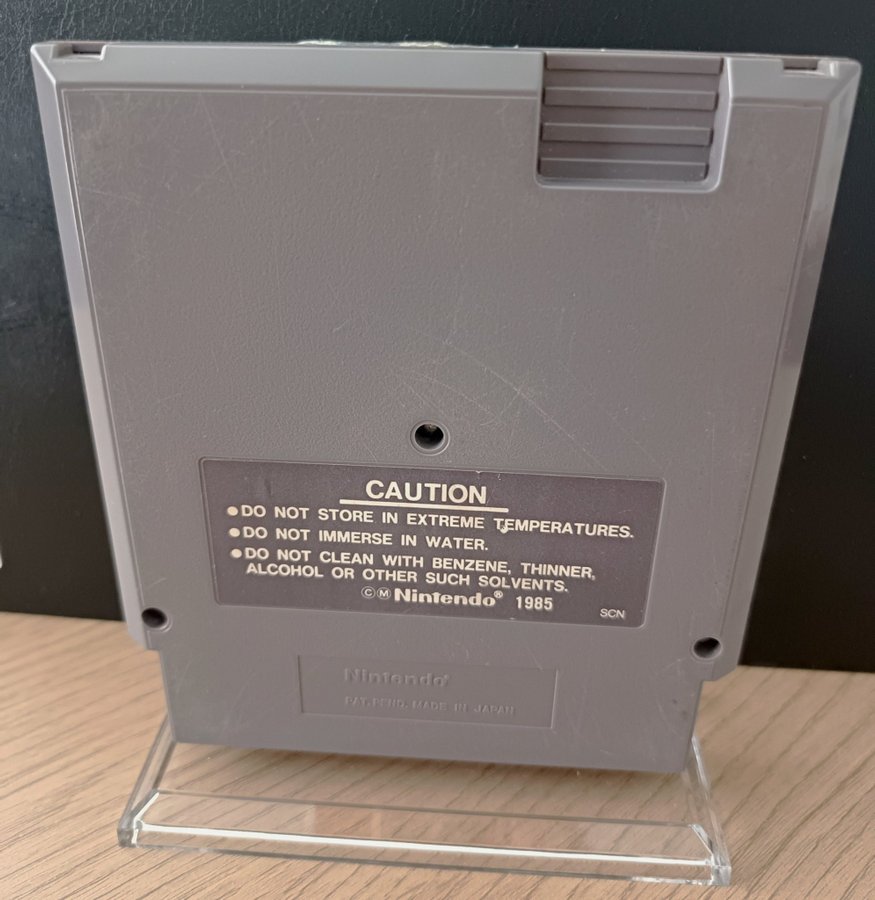 CAUTION
●DO NOT STORE IN EXTREME TEMPERATURES.
●DO NOT IMMERSE IN WATER.
●DO NOT CLEAN WITH BENZENE, THINNER,
ALCOHOL OR OTHER SUCH SOLVENTS.
©Ⓜ Nintendo® 1985
SCN
Nintendo®
PAT. PEND. MADE IN JAPAN